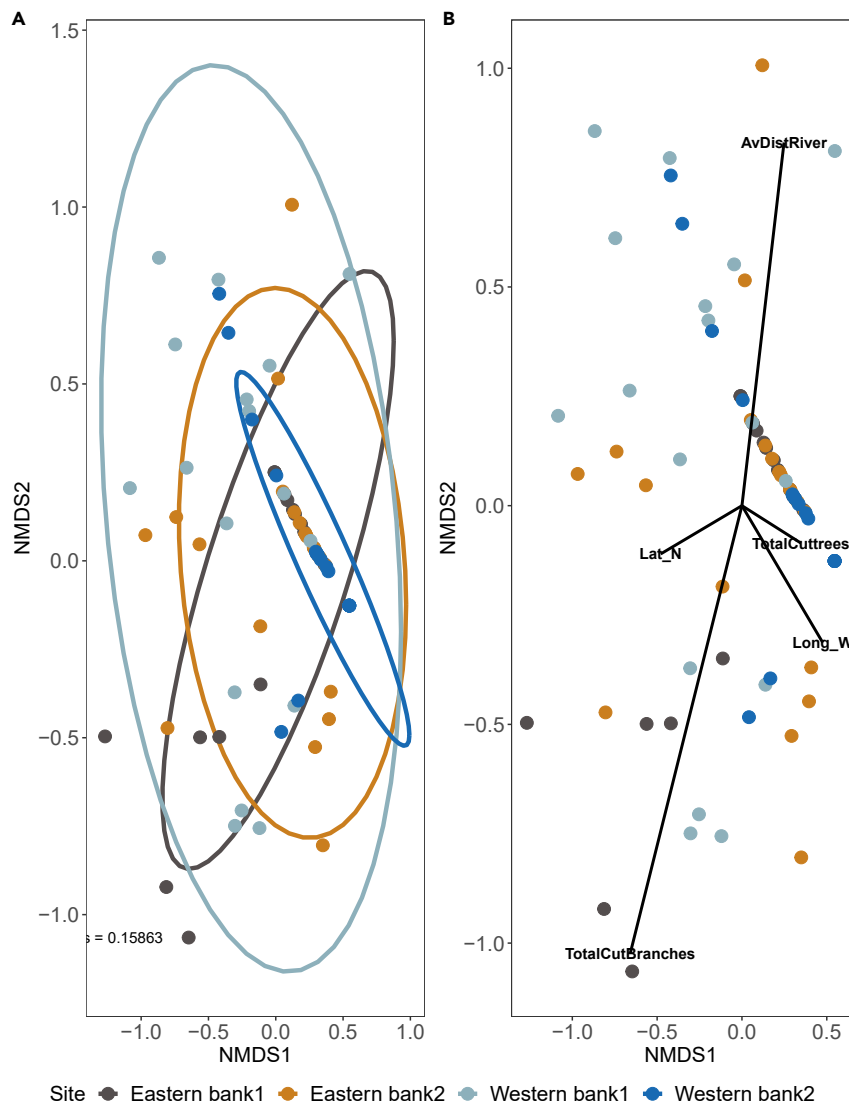 A
B
1.5
1.0
0.5
0.0
−0.5
−1.0
NMDS2
s = 0.15863
−1.0 −0.5 0.0 0.5 1.0
NMDS1
1.0
0.5
0.0
−0.5
−1.0
NMDS2
AvDistRiver
Lat_N
TotalCuttrees
Long_W
TotalCutBranches
−1.0 −0.5 0.0 0.5
NMDS1
Site Eastern bank1 Eastern bank2 Western bank1 Western bank2